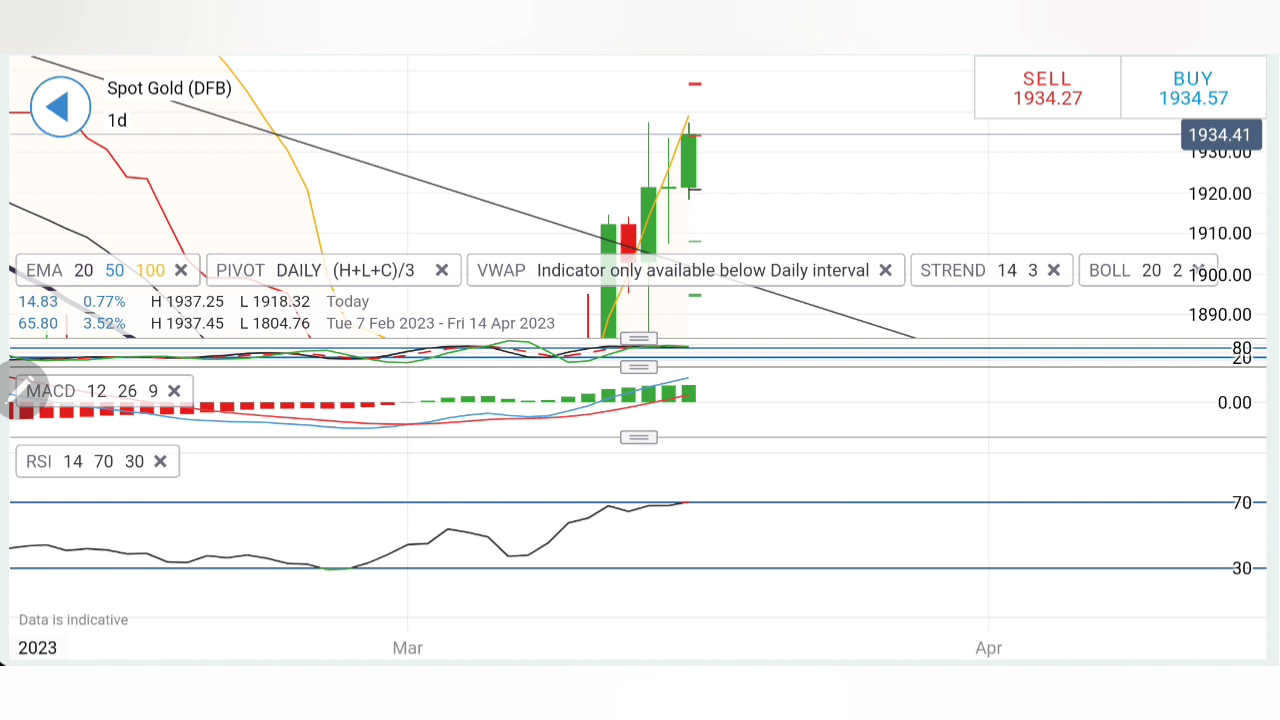 Spot Gold (DFB)
1d
SELL
1934.27
BUY
1934.57
1934.41
1930.00
1920.00
1910.00
1900.00
1890.00
EMA 20 50 100
PIVOT DAILY (H+L+C)/3
VWAP Indicator only available below Daily interval
STREND 14 3
BOLL 20 2
14.83 0.77% H 1937.25 L 1918.32 Today
65.80 3.52% H 1937.45 L 1804.76 Tue 7 Feb 2023 - Fri 14 Apr 2023
80
20
MACD 12 26 9
0.00
RSI 14 70 30
70
30
Data is indicative
2023 Mar Apr